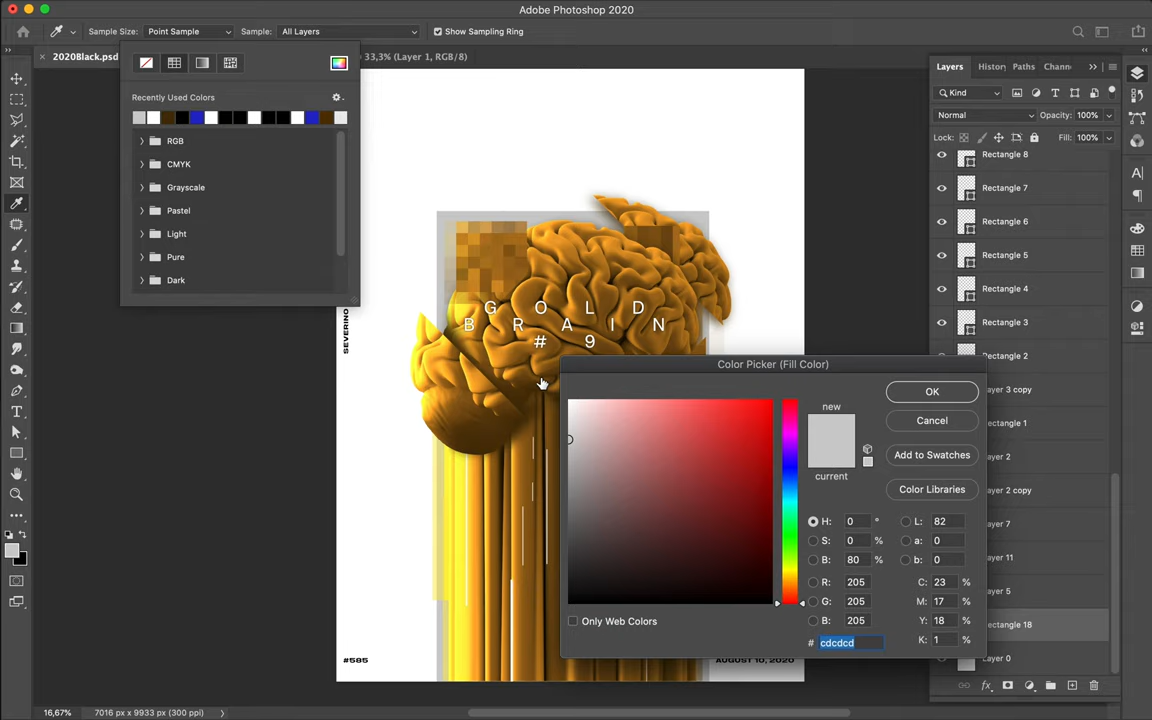 Adobe Photoshop 2020
Sample Size: Point Sample Sample: All Layers Show Sampling Ring
2020Black.psd 33,3% (Layer 1, RGB/8)
Recently Used Colors
RGB
CMYK
Grayscale
Pastel
Light
Pure
Dark
SEVERINO
GOLD
BRAIN
#9
#585
AUGUST 10, 2020
Color Picker (Fill Color)
new
current
OK
Cancel
Add to Swatches
Color Libraries
H: 0 ° L: 82
S: 0 % a: 0
B: 80 % b: 0
R: 205 C: 23 %
G: 205 M: 17 %
B: 205 Y: 18 %
# cdcdcd K: 1 %
Only Web Colors
Layers Histor Paths Chann
Kind
Normal Opacity: 100%
Lock: Fill: 100%
Rectangle 8
Rectangle 7
Rectangle 6
Rectangle 5
Rectangle 4
Rectangle 3
Rectangle 2
ayer 3 copy
ectangle 1
ayer 2
ayer 2 copy
ayer 7
ayer 11
ayer 5
ectangle 18
ayer 0
fx
16,67% 7016 px x 9933 px (300 ppi)